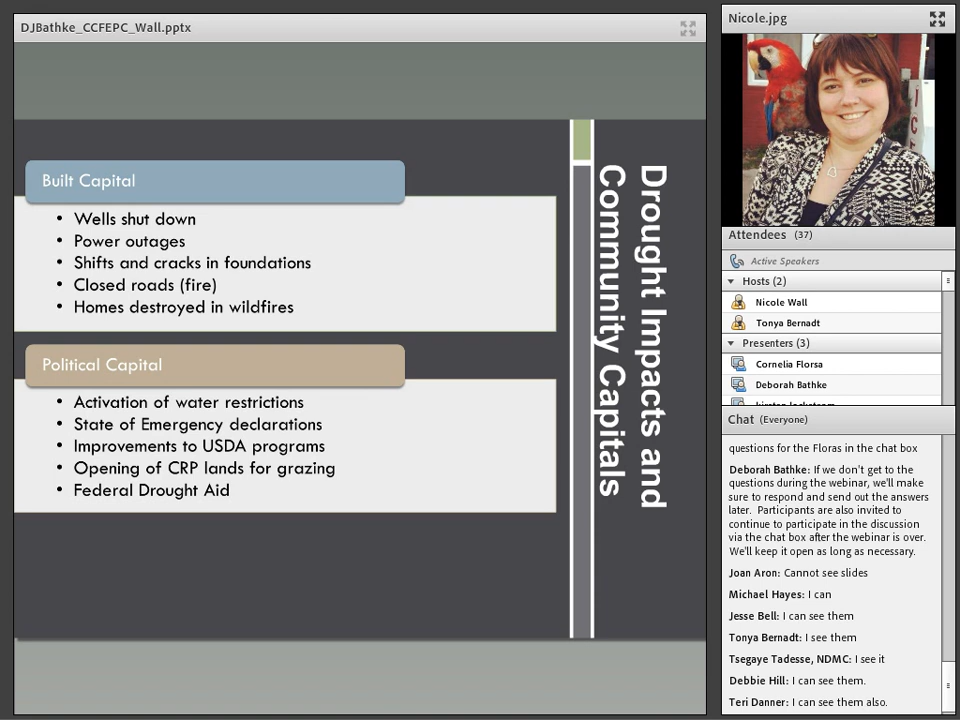 DJBathke_CCFEPC_Wall.pptx
Built Capital
• Wells shut down
• Power outages
• Shifts and cracks in foundations
• Closed roads (fire)
• Homes destroyed in wildfires
Political Capital
• Activation of water restrictions
• State of Emergency declarations
• Improvements to USDA programs
• Opening of CRP lands for grazing
• Federal Drought Aid
Drought Impacts and
Community Capitals
Nicole.jpg
Attendees (37)
Active Speakers
Hosts (2)
Nicole Wall
Tonya Bernadt
Presenters (3)
Cornelia Florsa
Deborah Bathke
Chat (Everyone)
questions for the Floras in the chat box
Deborah Bathke: If we don't get to the
questions during the webinar, we'll make
sure to respond and send out the answers
later. Participants are also invited to
continue to participate in the discussion
via the chat box after the webinar is over.
We'll keep it open as long as necessary.
Joan Aron: Cannot see slides
Michael Hayes: I can
Jesse Bell: I can see them
Tonya Bernadt: I see them
Tsegaye Tadesse, NDMC: I see it
Debbie Hill: I can see them.
Teri Danner: I can see them also.